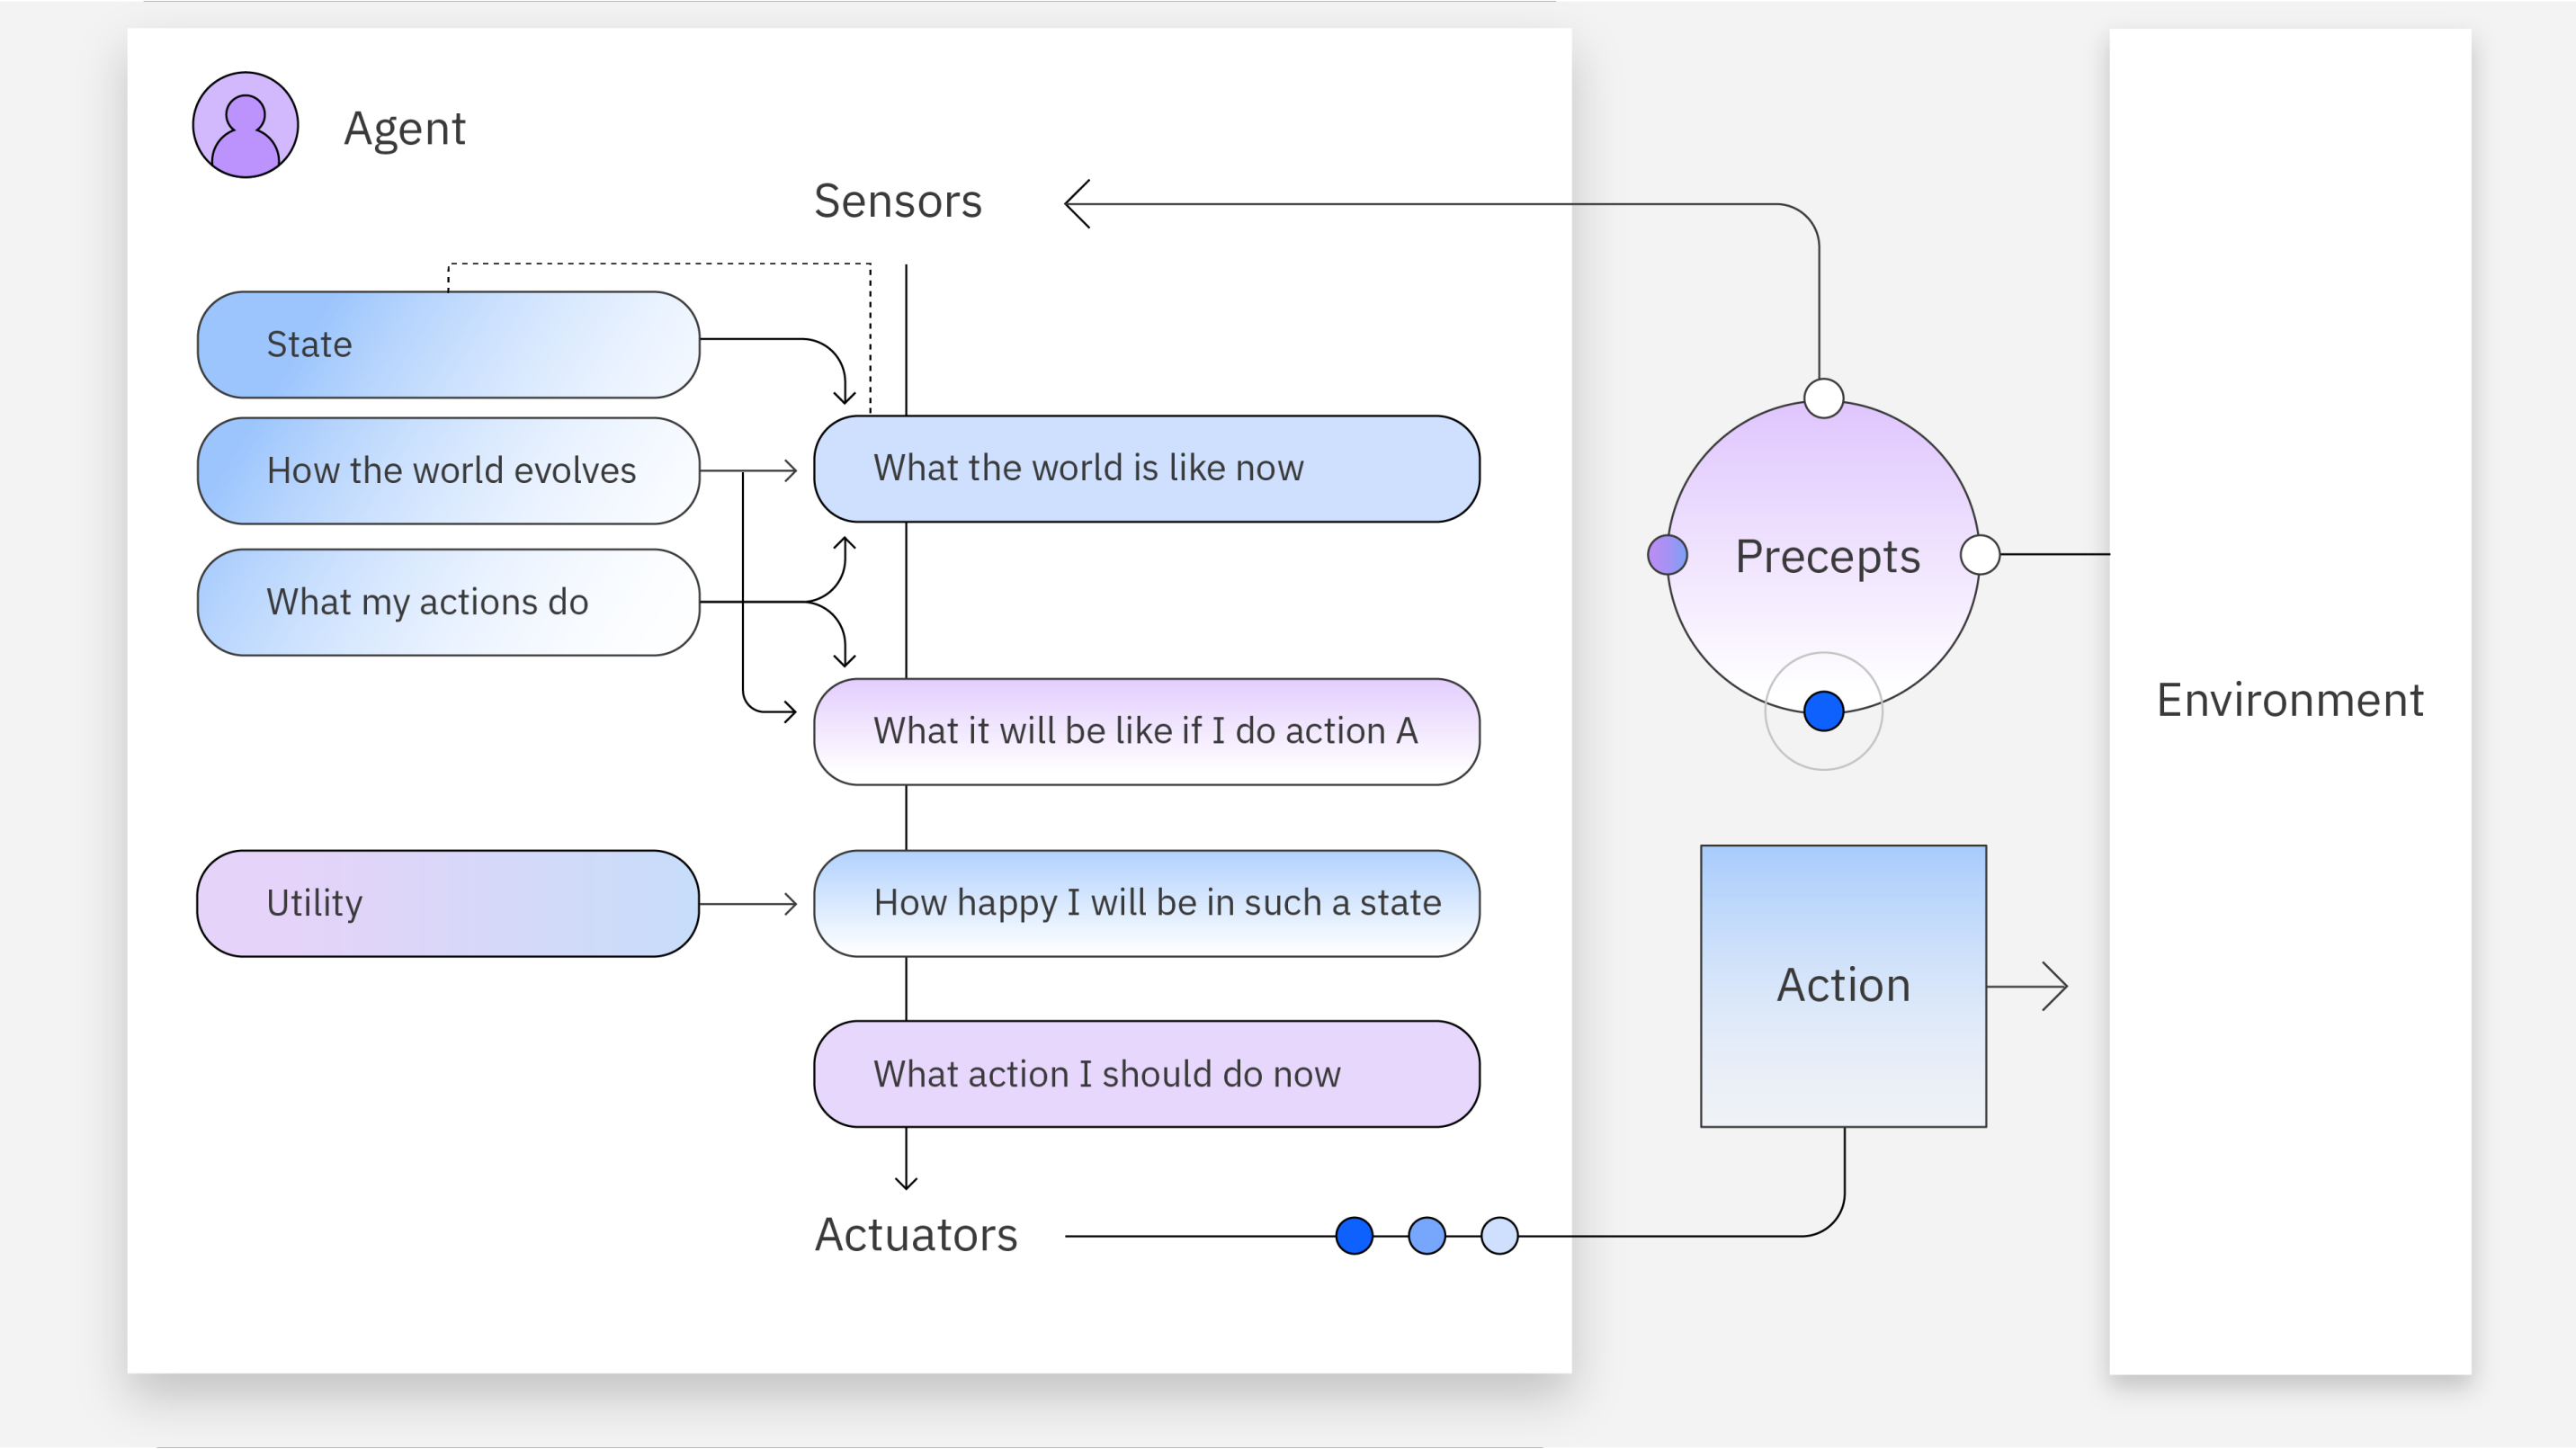 Agent
Sensors
State
How the world evolves
What the world is like now
What my actions do
Precepts
Environment
What it will be like if I do action A
Utility
How happy I will be in such a state
Action
What action I should do now
Actuators